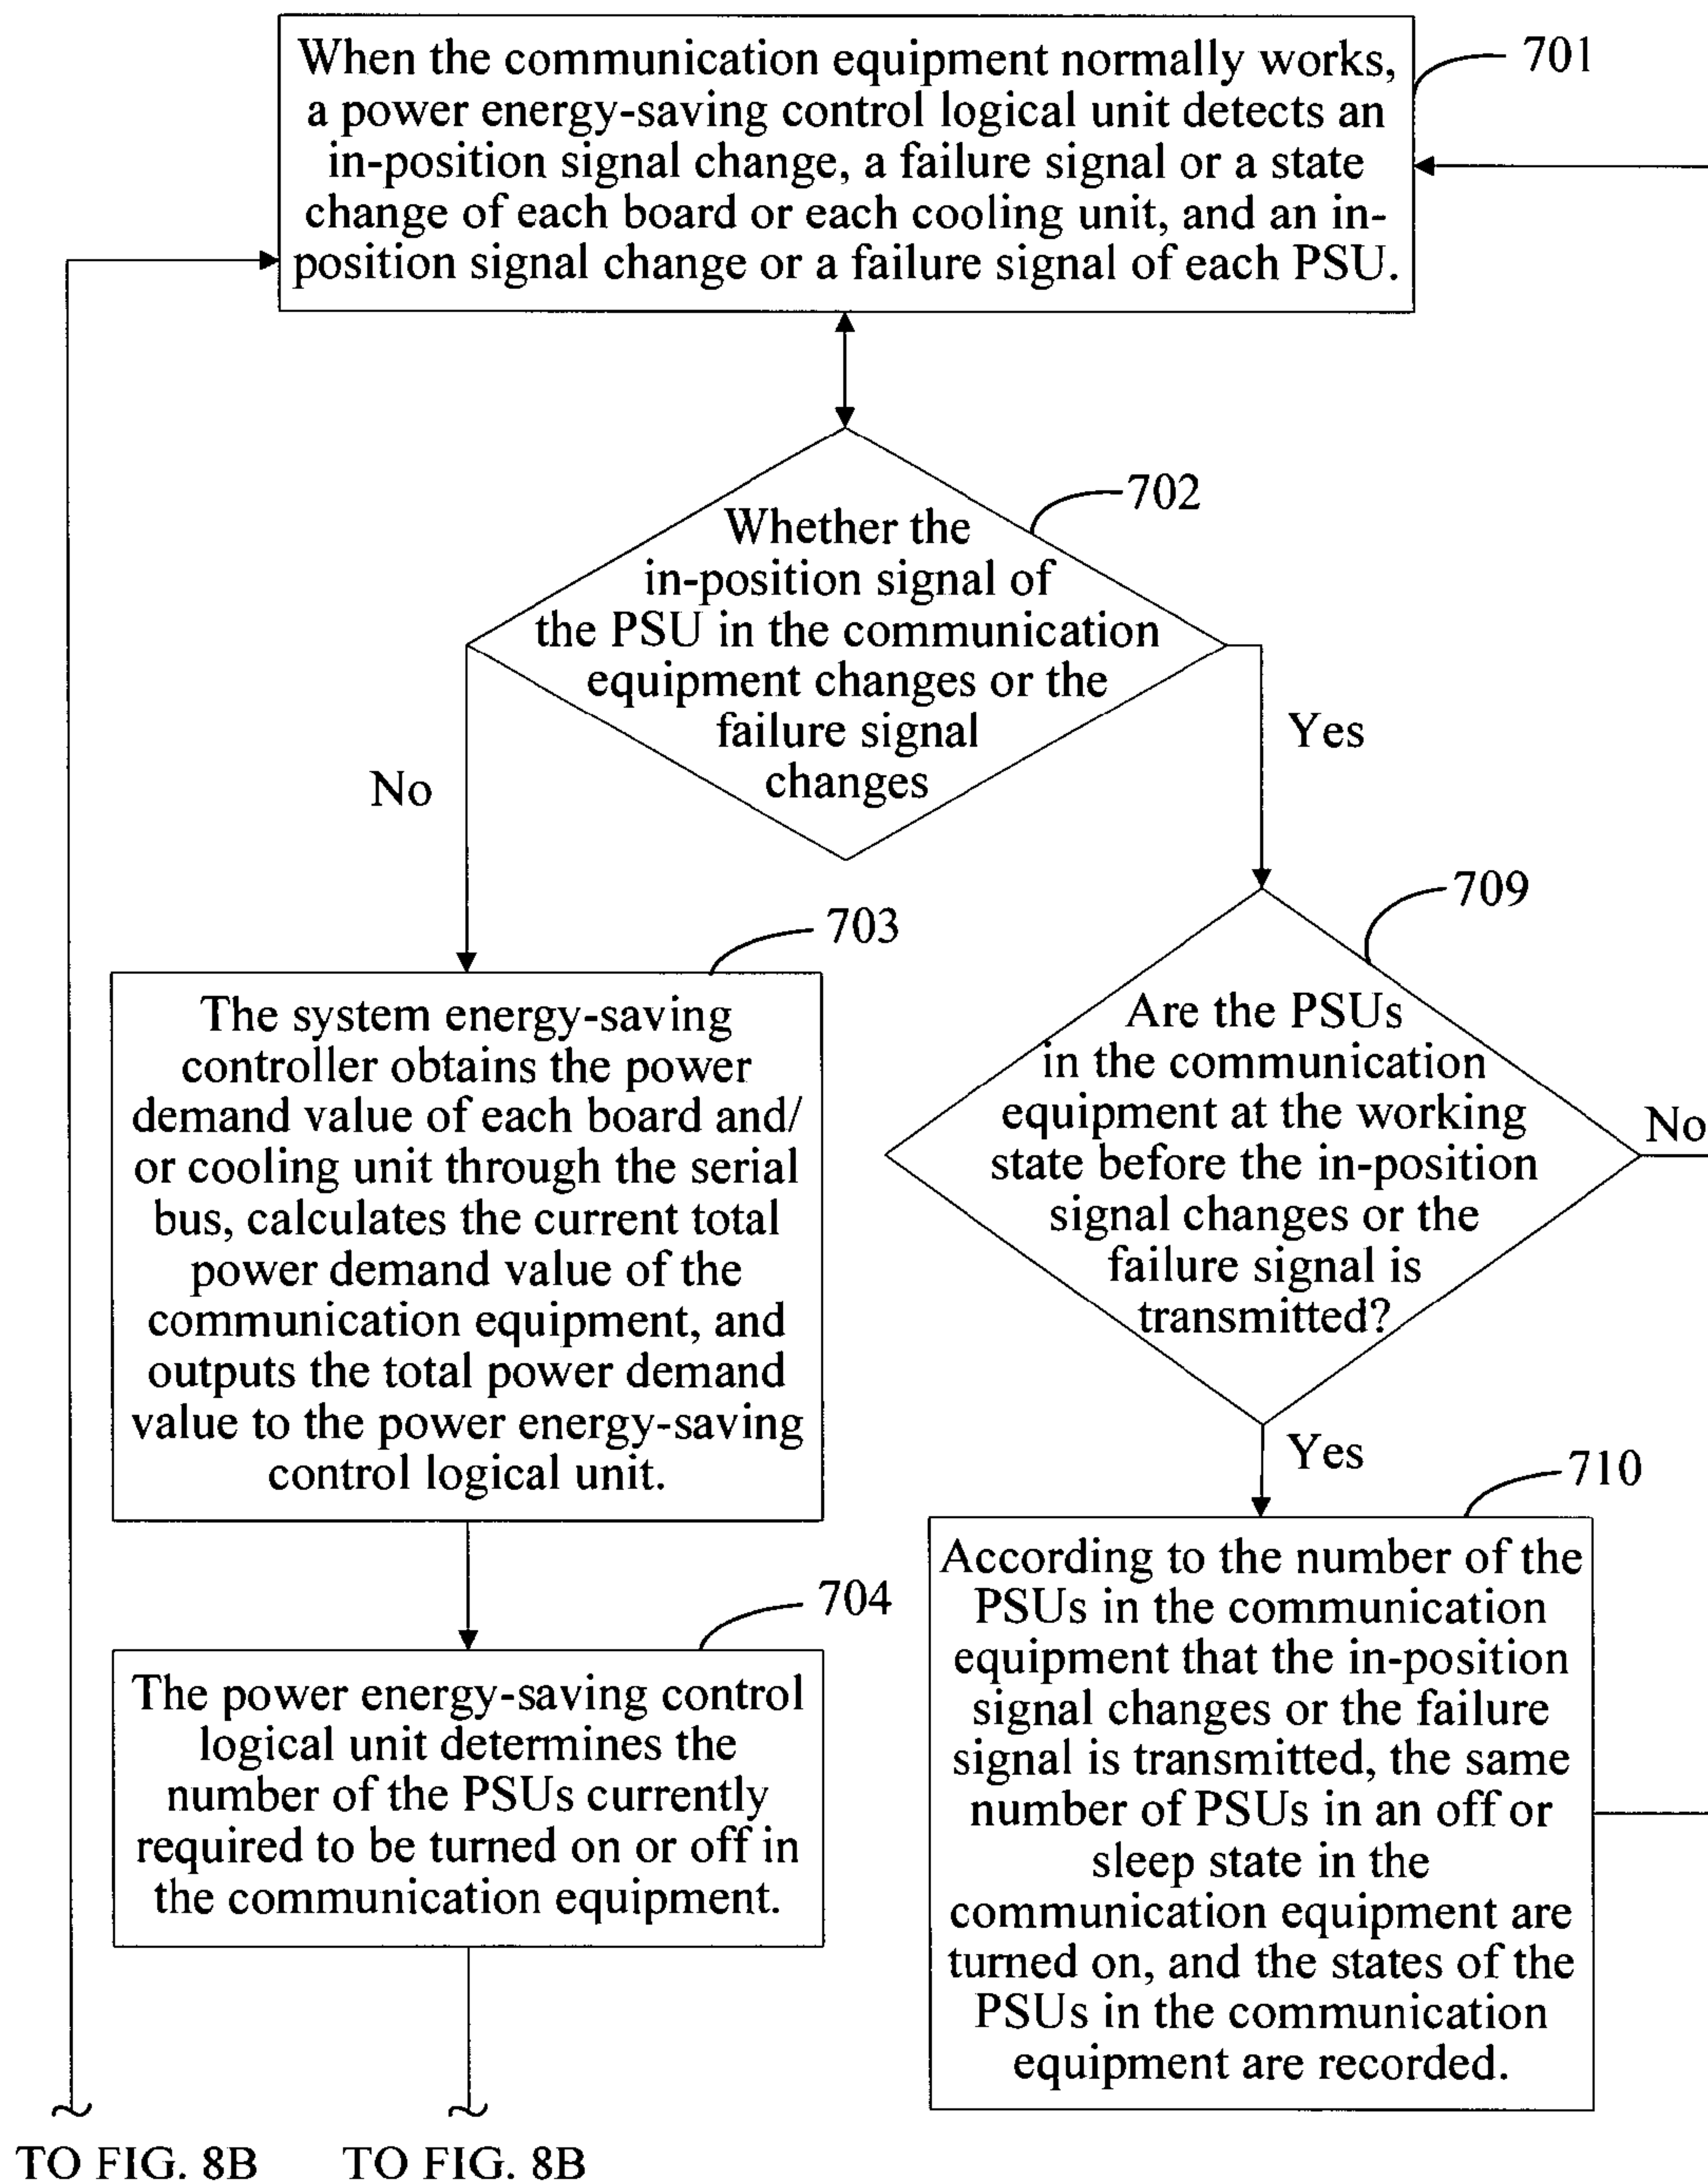 When the communication equipment normally works,
a power energy-saving control logical unit detects an
in-position signal change, a failure signal or a state
change of each board or each cooling unit, and an in-
position signal change or a failure signal of each PSU.
701
702
Whether the
in-position signal of
the PSU in the communication
equipment changes or the
failure signal
changes
No
Yes
703
The system energy-saving
controller obtains the power
demand value of each board and/
or cooling unit through the serial
bus, calculates the current total
power demand value of the
communication equipment, and
outputs the total power demand
value to the power energy-saving
control logical unit.
709
Are the PSUs
in the communication
equipment at the working
state before the in-position
signal changes or the
failure signal is
transmitted?
No
Yes
704
The power energy-saving control
logical unit determines the
number of the PSUs currently
required to be turned on or off in
the communication equipment.
710
According to the number of the
PSUs in the communication
equipment that the in-position
signal changes or the failure
signal is transmitted, the same
number of PSUs in an off or
sleep state in the
communication equipment are
turned on, and the states of the
PSUs in the communication
equipment are recorded.
TO FIG. 8B
TO FIG. 8B